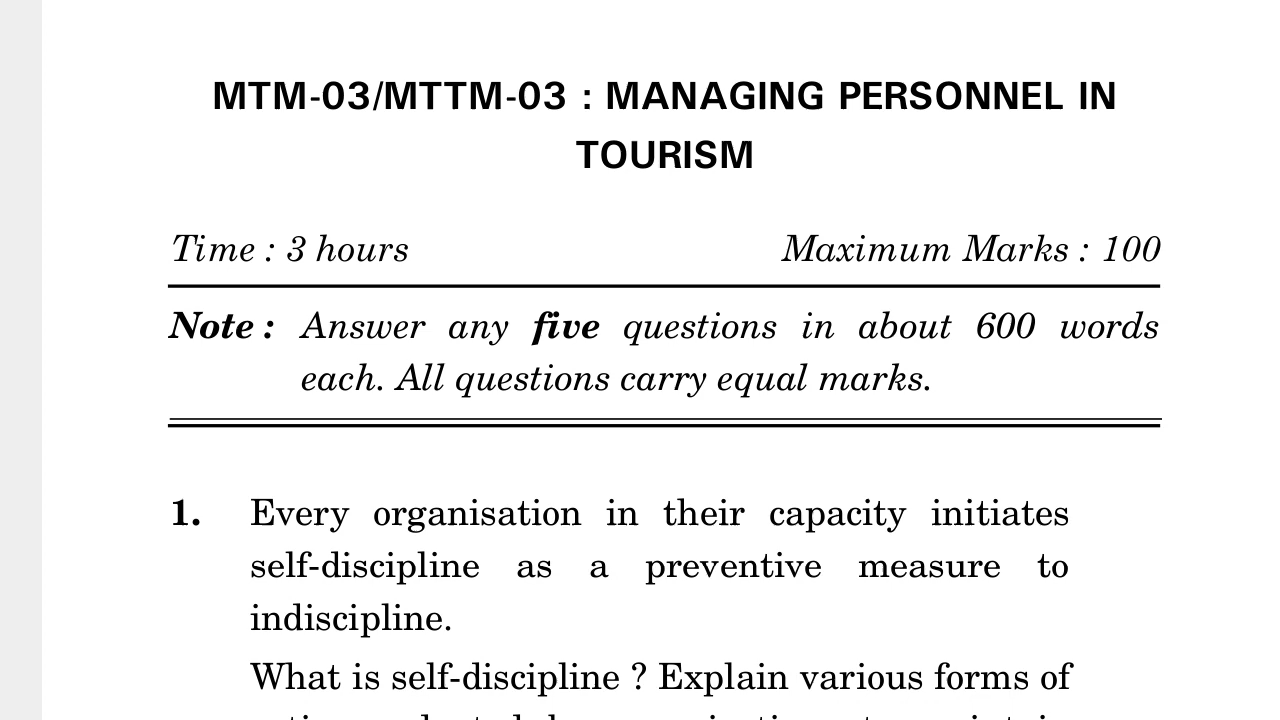 MTM-03/MTTM-03 : MANAGING PERSONNEL IN
TOURISM
Time : 3 hours Maximum Marks : 100
Note : Answer any five questions in about 600 words
each. All questions carry equal marks.
1. Every organisation in their capacity initiates
self-discipline as a preventive measure to
indiscipline.
What is self-discipline ? Explain various forms of